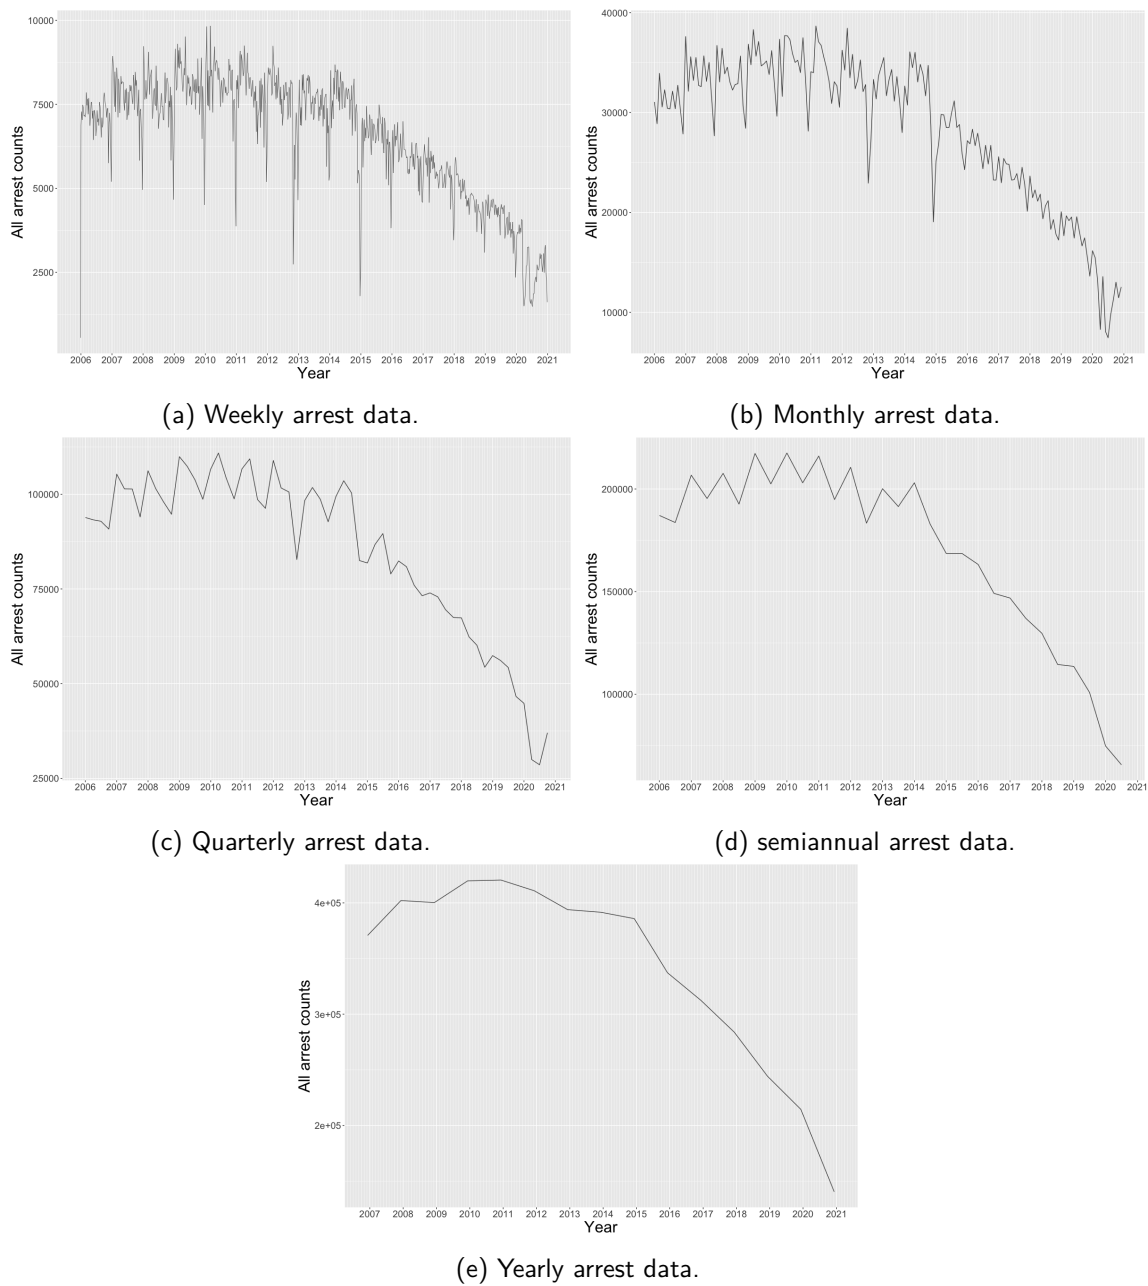 10000
7500
5000
2500
All arrest counts
2006 2007 2008 2009 2010 2011 2012 2013 2014 2015 2016 2017 2018 2019 2020 2021
Year
(a) Weekly arrest data.
40000
30000
20000
10000
All arrest counts
2006 2007 2008 2009 2010 2011 2012 2013 2014 2015 2016 2017 2018 2019 2020 2021
Year
(b) Monthly arrest data.
100000
75000
50000
25000
All arrest counts
2006 2007 2008 2009 2010 2011 2012 2013 2014 2015 2016 2017 2018 2019 2020 2021
Year
(c) Quarterly arrest data.
200000
150000
100000
All arrest counts
2006 2007 2008 2009 2010 2011 2012 2013 2014 2015 2016 2017 2018 2019 2020 2021
Year
(d) semiannual arrest data.
4e+05
3e+05
2e+05
All arrest counts
2007 2008 2009 2010 2011 2012 2013 2014 2015 2016 2017 2018 2019 2020 2021
Year
(e) Yearly arrest data.